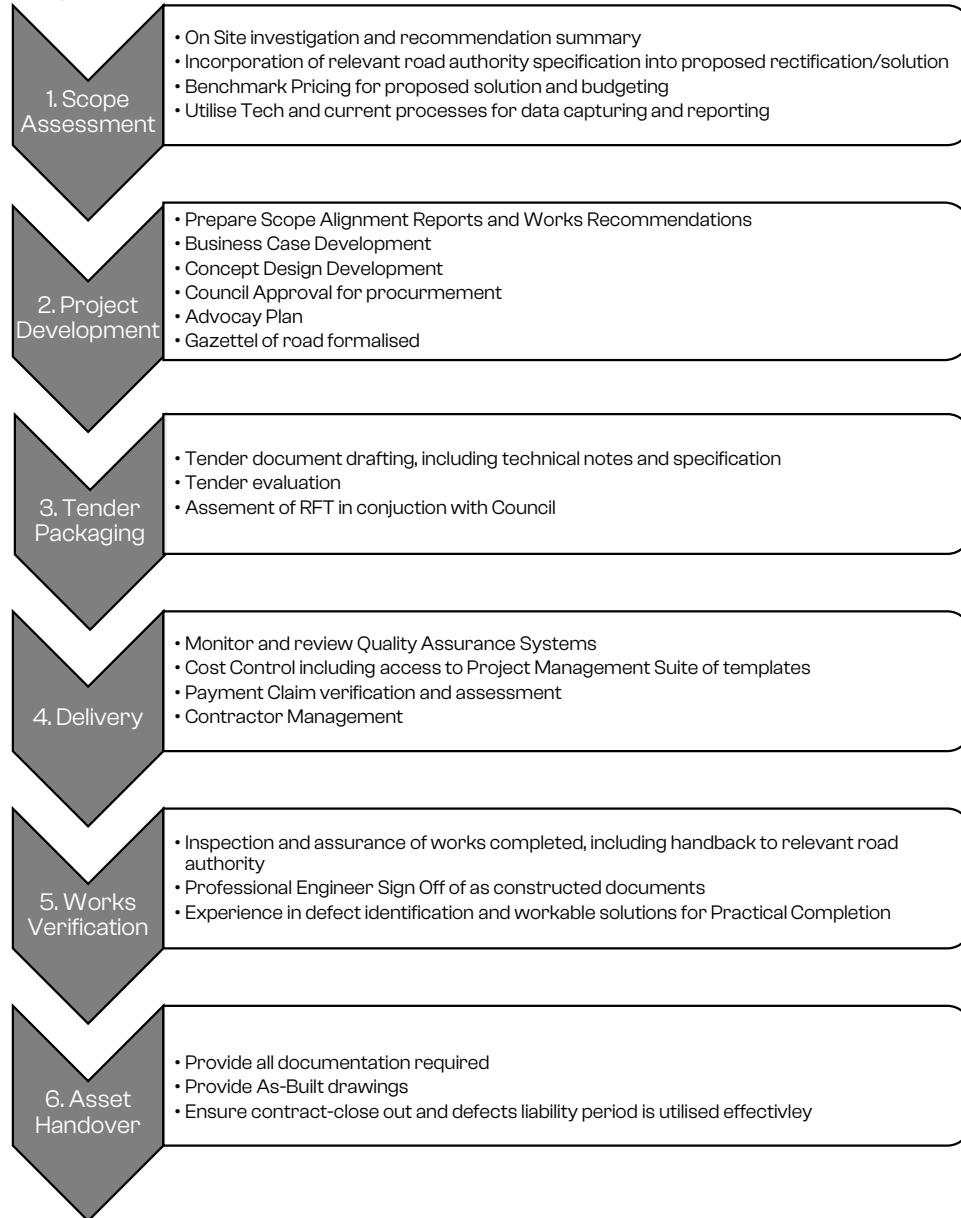 1. Scope
Assessment
• On Site investigation and recommendation summary
• Incorporation of relevant road authority specification into proposed rectification/solution
• Benchmark Pricing for proposed solution and budgeting
• Utilise Tech and current processes for data capturing and reporting
2. Project
Development
• Prepare Scope Alignment Reports and Works Recommendations
• Business Case Development
• Concept Design Development
• Council Approval for procurmement
• Advocay Plan
• Gazettel of road formalised
3. Tender
Packaging
• Tender document drafting, including technical notes and specification
• Tender evaluation
• Assement of RFT in conjuction with Council
4. Delivery
• Monitor and review Quality Assurance Systems
• Cost Control including access to Project Management Suite of templates
• Payment Claim verification and assessment
• Contractor Management
5. Works
Verification
• Inspection and assurance of works completed, including handback to relevant road
authority
• Professional Engineer Sign Off of as constructed documents
• Experience in defect identification and workable solutions for Practical Completion
6. Asset
Handover
• Provide all documentation required
• Provide As-Built drawings
• Ensure contract-close out and defects liability period is utilised effectivley